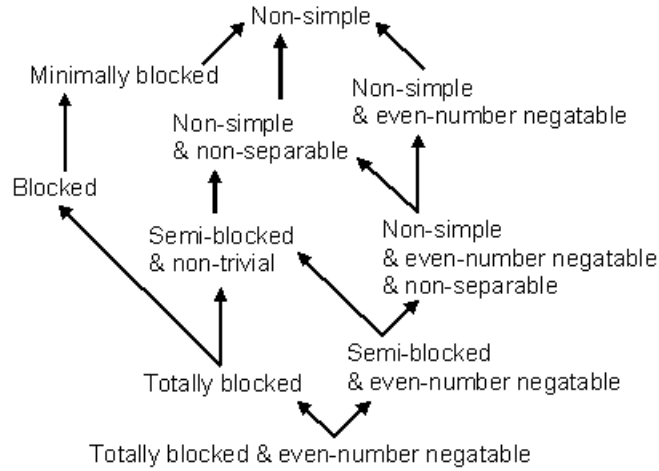 Non-simple
Minimally blocked
Non-simple
& even-number negatable
Non-simple
& non-separable
Blocked
Semi-blocked
& non-trivial
Non-simple
& even-number negatable
& non-separable
Totally blocked
Semi-blocked
& even-number negatable
Totally blocked & even-number negatable